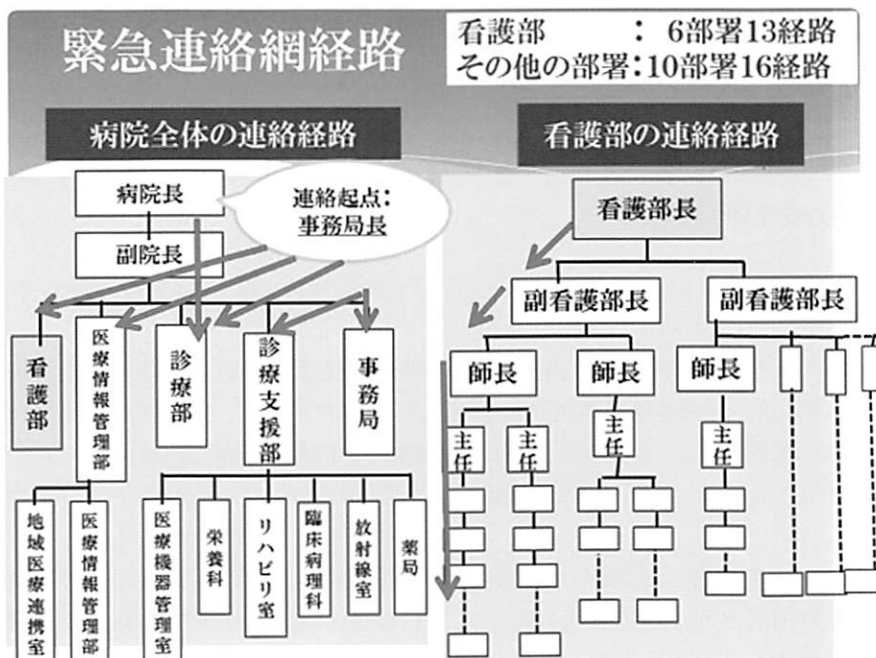 緊急連絡網経路
看護部 : 6部署13経路
その他の部署:10部署16経路
病院全体の連絡経路
病院長
連絡起点:
事務局長
副院長
看護部
医療情報管理部
診療部
診療支援部
事務局
地域医療連携室
医療情報管理部
医療機器管理室
栄養科
リハビリ室
臨床病理科
放射線室
薬局
看護部の連絡経路
看護部長
副看護部長
副看護部長
師長
師長
師長
主任
主任
主任
主任